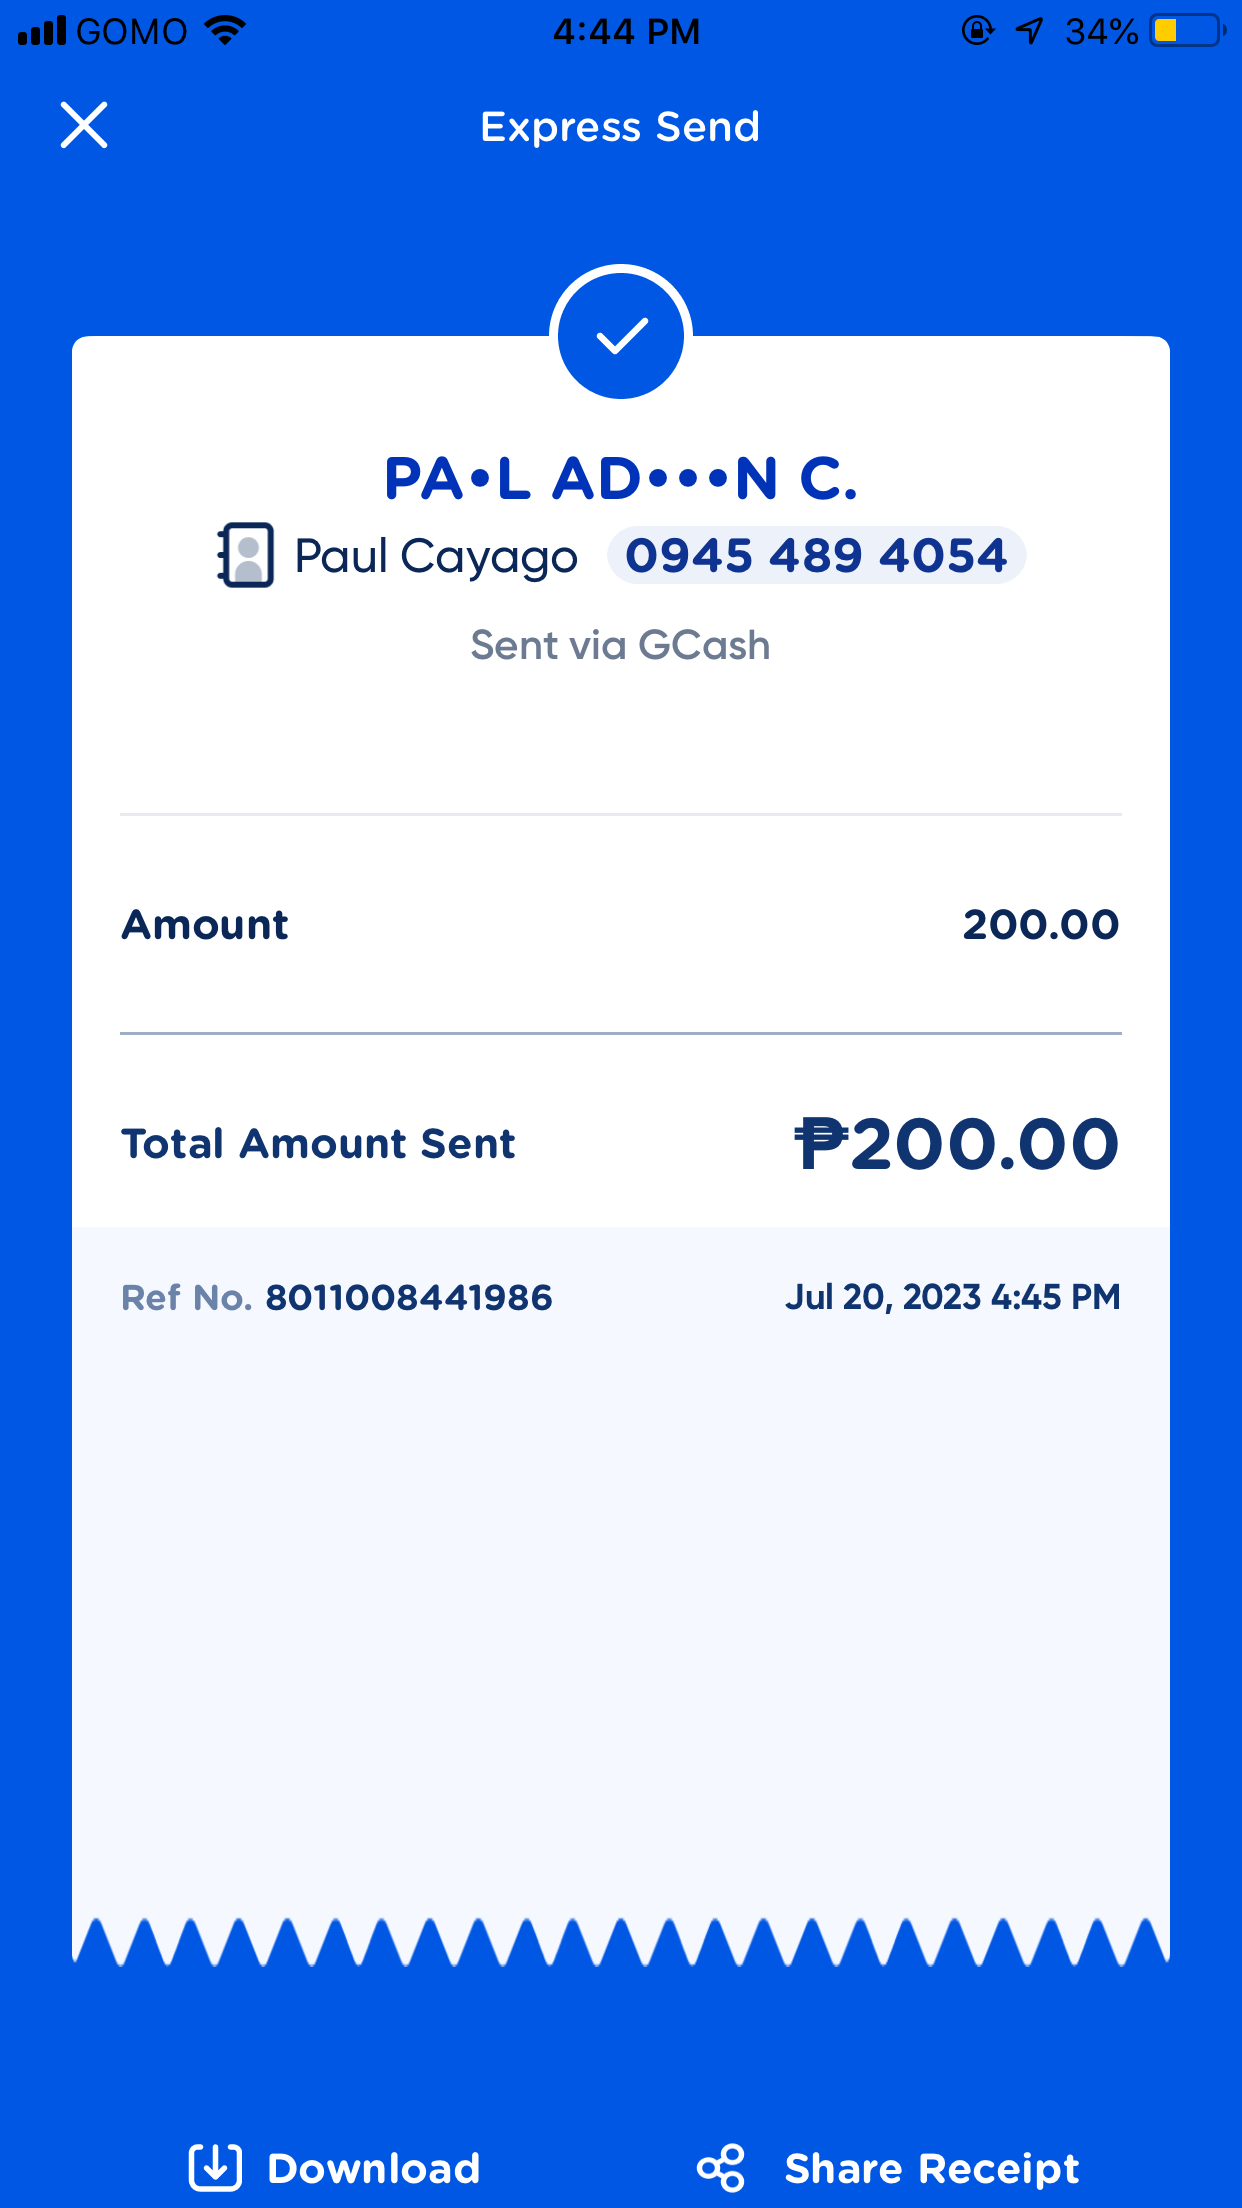 GOMO 4:44 PM 34%
Express Send
PA•L AD•••N C.
Paul Cayago 0945 489 4054
Sent via GCash
Amount 200.00
Total Amount Sent ₱200.00
Ref No. 8011008441986 Jul 20, 2023 4:45 PM
Download Share Receipt